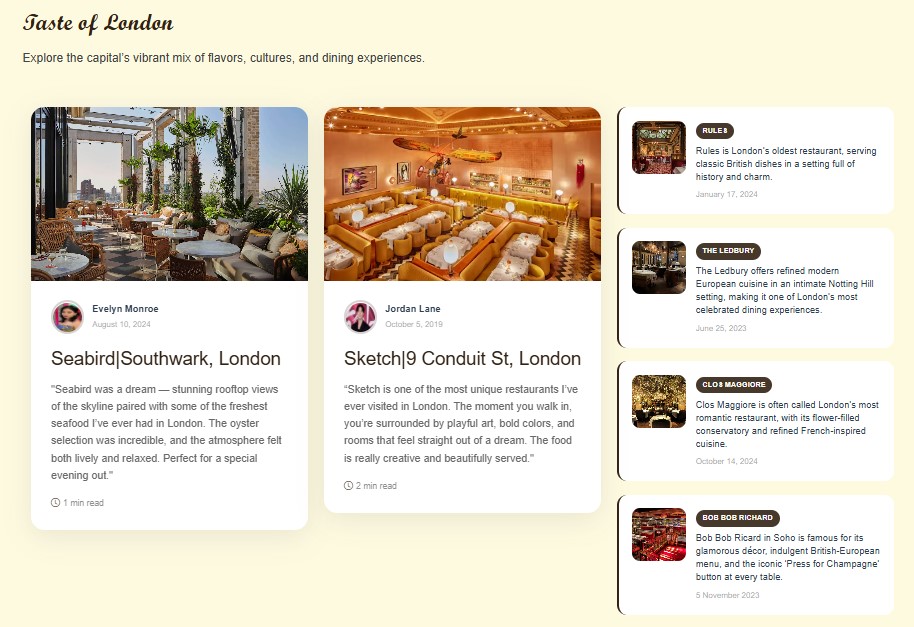 Taste of London
Explore the capital's vibrant mix of flavors, cultures, and dining experiences.
Evelyn Monroe
August 10, 2024
Seabird|Southwark, London
"Seabird was a dream — stunning rooftop views
of the skyline paired with some of the freshest
seafood I've ever had in London. The oyster
selection was incredible, and the atmosphere felt
both lively and relaxed. Perfect for a special
evening out."
1 min read
Jordan Lane
October 5, 2019
Sketch|9 Conduit St, London
“Sketch is one of the most unique restaurants I've
ever visited in London. The moment you walk in,
you're surrounded by playful art, bold colors, and
rooms that feel straight out of a dream. The food
is really creative and beautifully served.”
2 min read
RULES
Rules is London's oldest restaurant, serving
classic British dishes in a setting full of
history and charm.
January 17, 2024
THE LEDBURY
The Ledbury offers refined modern
European cuisine in an intimate Notting Hill
setting, making it one of London's most
celebrated dining experiences.
June 25, 2023
CLOS MAGGIORE
Clos Maggiore is often called London's most
romantic restaurant, with its flower-filled
conservatory and refined French-inspired
cuisine.
October 14, 2024
BOB BOB RICHARD
Bob Bob Ricard in Soho is famous for its
glamorous décor, indulgent British-European
menu, and the iconic 'Press for Champagne'
button at every table.
5 November 2023